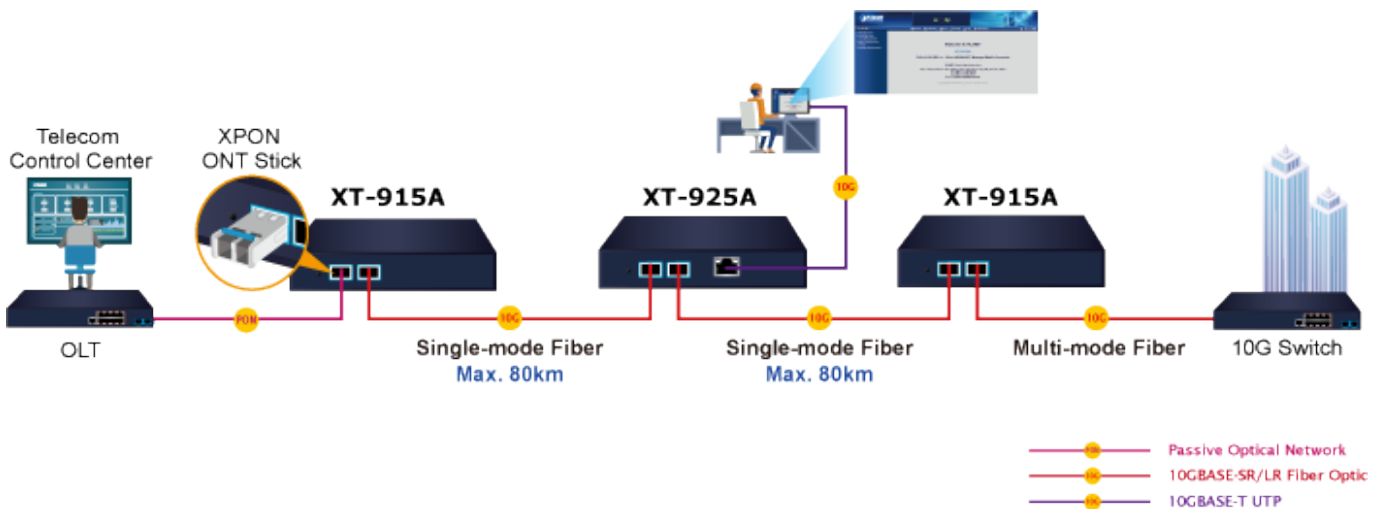 Telecom
Control Center
XPON
ONT Stick
XT-915A
XT-925A
XT-915A
10G
PON
10G
10G
10G
OLT
Single-mode Fiber
Max. 80km
Single-mode Fiber
Max. 80km
Multi-mode Fiber
10G Switch
PON
Passive Optical Network
10G
10GBASE-SR/LR Fiber Optic
10G
10GBASE-T UTP